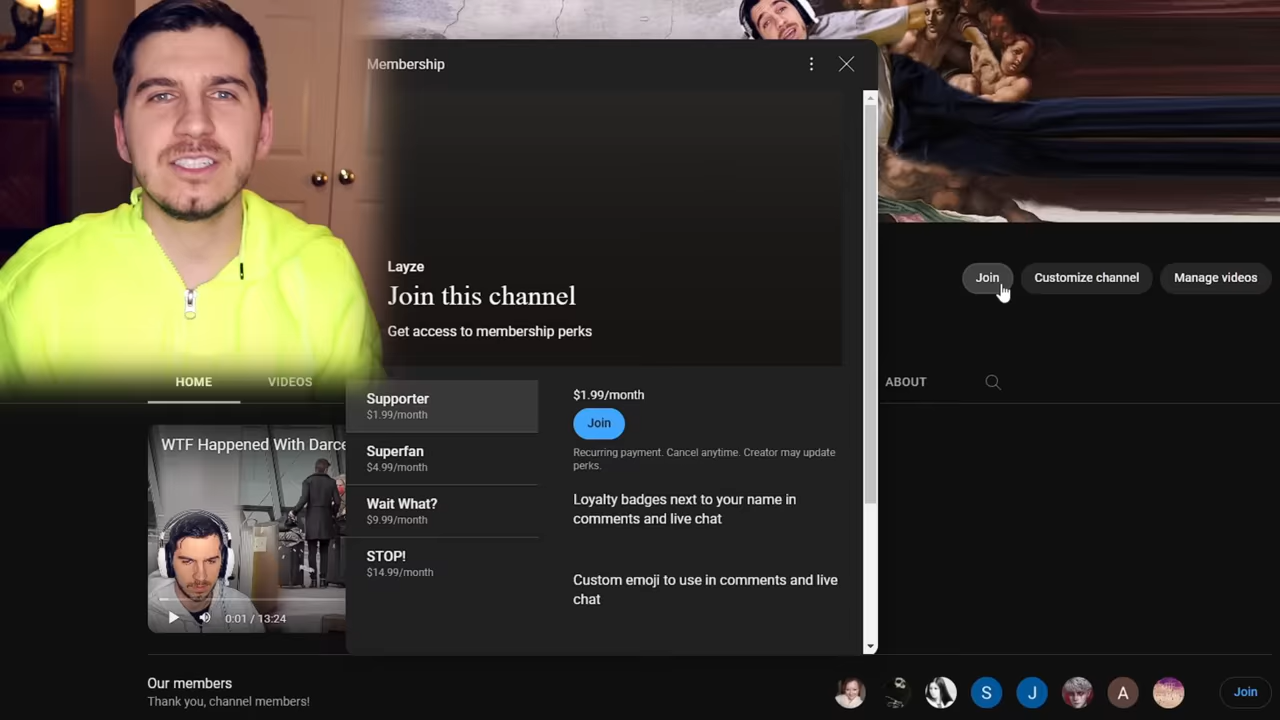 Membership
Layze
Join this channel
Get access to membership perks
Join
Customize channel
Manage videos
HOME
VIDEOS
ABOUT
Supporter
$1.99/month
Superfan
$4.99/month
Wait What?
$9.99/month
STOP!
$14.99/month
$1.99/month
Join
Recurring payment. Cancel anytime. Creator may update
perks.
Loyalty badges next to your name in
comments and live chat
Custom emoji to use in comments and live
chat
WTF Happened With Darce
0:01 / 13:24
Our members
Thank you, channel members!
S
J
A
Join